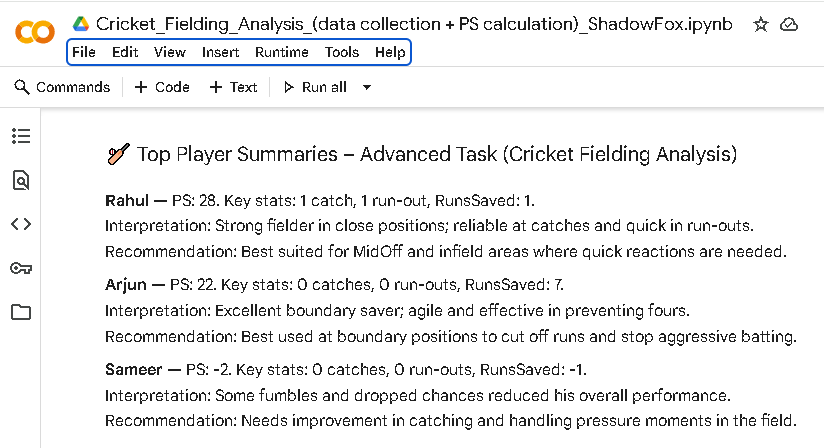 Cricket_Fielding_Analysis_(data collection + PS calculation)_ShadowFox.ipynb
File Edit View Insert Runtime Tools Help
Commands + Code + Text Run all
Top Player Summaries – Advanced Task (Cricket Fielding Analysis)
Rahul — PS: 28. Key stats: 1 catch, 1 run-out, RunsSaved: 1.
Interpretation: Strong fielder in close positions; reliable at catches and quick in run-outs.
Recommendation: Best suited for MidOff and infield areas where quick reactions are needed.
Arjun — PS: 22. Key stats: 0 catches, 0 run-outs, RunsSaved: 7.
Interpretation: Excellent boundary saver; agile and effective in preventing fours.
Recommendation: Best used at boundary positions to cut off runs and stop aggressive batting.
Sameer — PS: -2. Key stats: 0 catches, 0 run-outs, RunsSaved: -1.
Interpretation: Some fumbles and dropped chances reduced his overall performance.
Recommendation: Needs improvement in catching and handling pressure moments in the field.